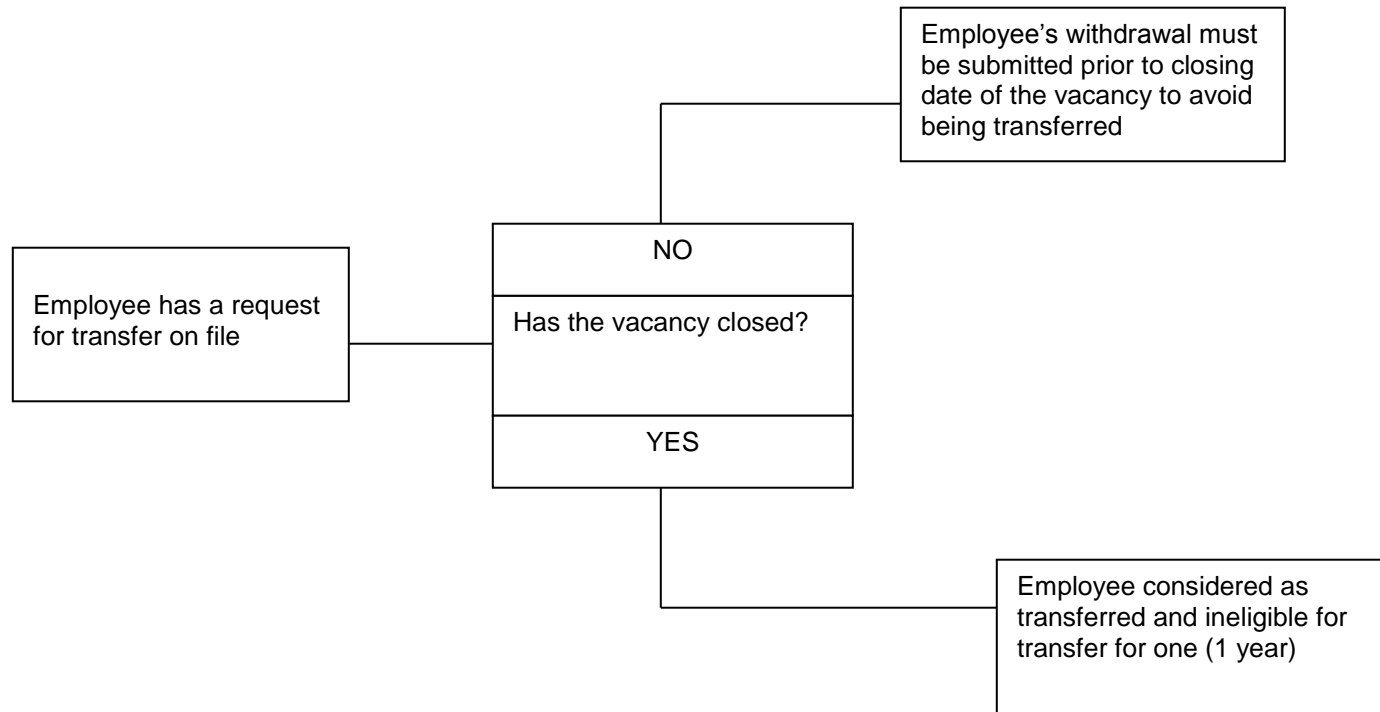 Employee’s withdrawal must
be submitted prior to closing
date of the vacancy to avoid
being transferred
NO
Employee has a request
for transfer on file
Has the vacancy closed?
YES
Employee considered as
transferred and ineligible for
transfer for one (1 year)